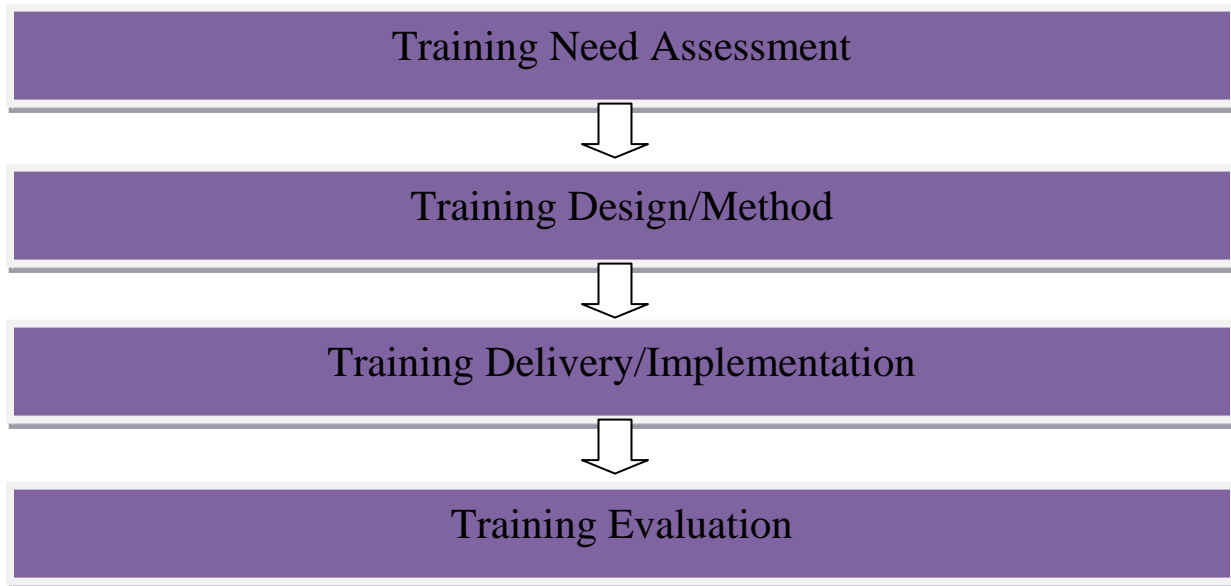 Training Need Assessment
Training Design/Method
Training Delivery/Implementation
Training Evaluation